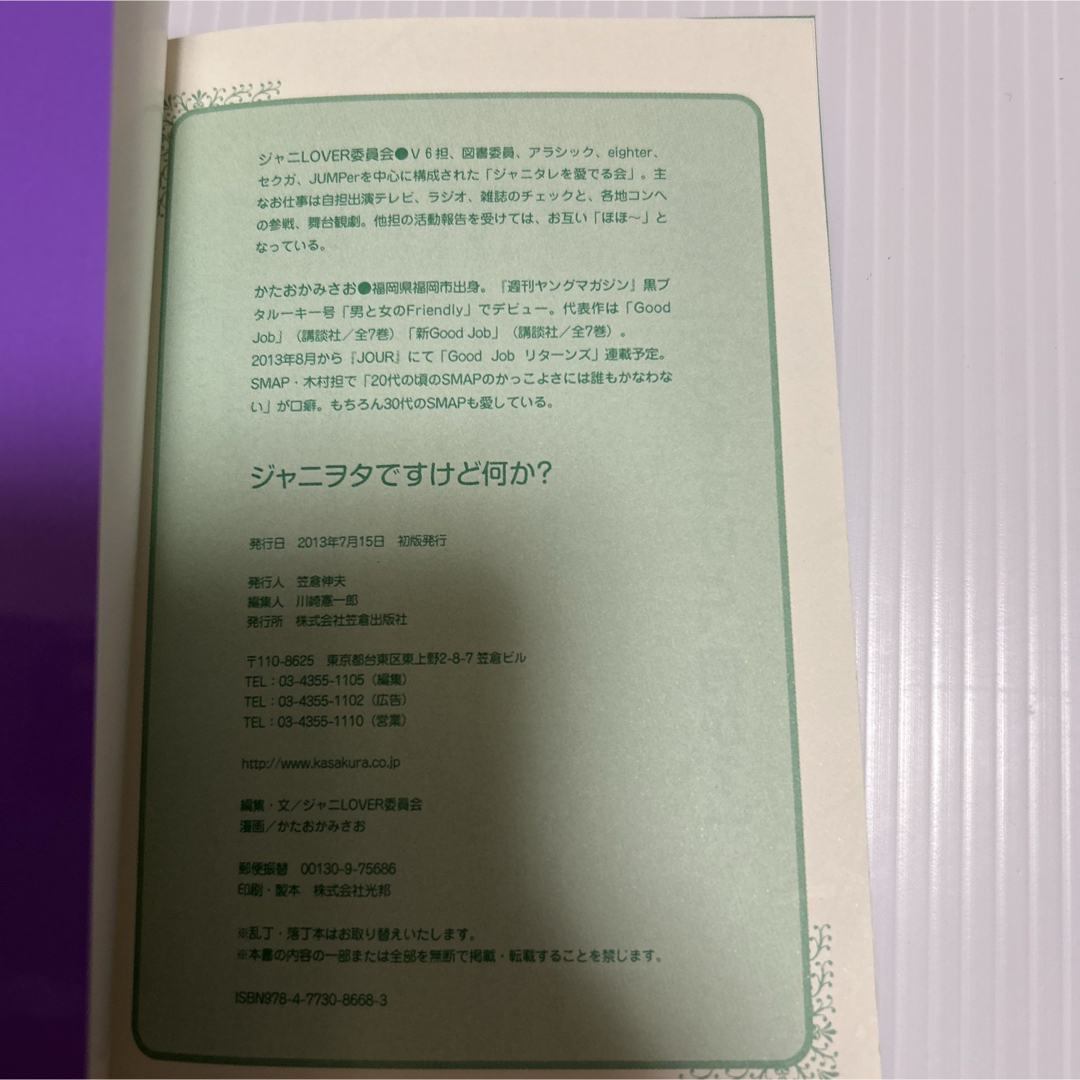 ジャニLOVER委員会●V6担、図書委員、アラシック、eighter、
セクガ、JUMPerを中心に構成された「ジャニタレを愛でる会」。主
なお仕事は自担出演テレビ、ラジオ、雑誌のチェックと、各地コンへ
の参戦、舞台観劇。他担の活動報告を受けては、お互い「ほほ～」と
なっている。
かたおかみさお●福岡県福岡市出身。『週刊ヤングマガジン』黒ブ
タルーキー号「男と女のFriendly」でデビュー。代表作は「Good
Job」（講談社／全7巻）「新Good Job」（講談社／全7巻）。
2013年8月から『JOUR』にて「Good Job リターンズ」連載予定。
SMAP・木村担で「20代の頃のSMAPのかっこよさには誰もかなわな
い」が口癖。もちろん30代のSMAPも愛している。
ジャニヲタですけど何か？
発行日　2013年7月15日　初版発行
発行人　笠倉伸夫
編集人　川崎憲一郎
発行所　株式会社笠倉出版社
〒110-8625　東京都台東区東上野2-8-7 笠倉ビル
TEL：03-4355-1105（編集）
TEL：03-4355-1102（広告）
TEL：03-4355-1110（営業）
http://www.kasakura.co.jp
編集・文／ジャニLOVER委員会
漫画／かたおかみさお
郵便振替　00130-9-75686
印刷・製本　株式会社光邦
※乱丁・落丁本はお取り替えいたします。
※本書の内容の一部または全部を無断で掲載・転載することを禁じます。
ISBN978-4-7730-8668-3